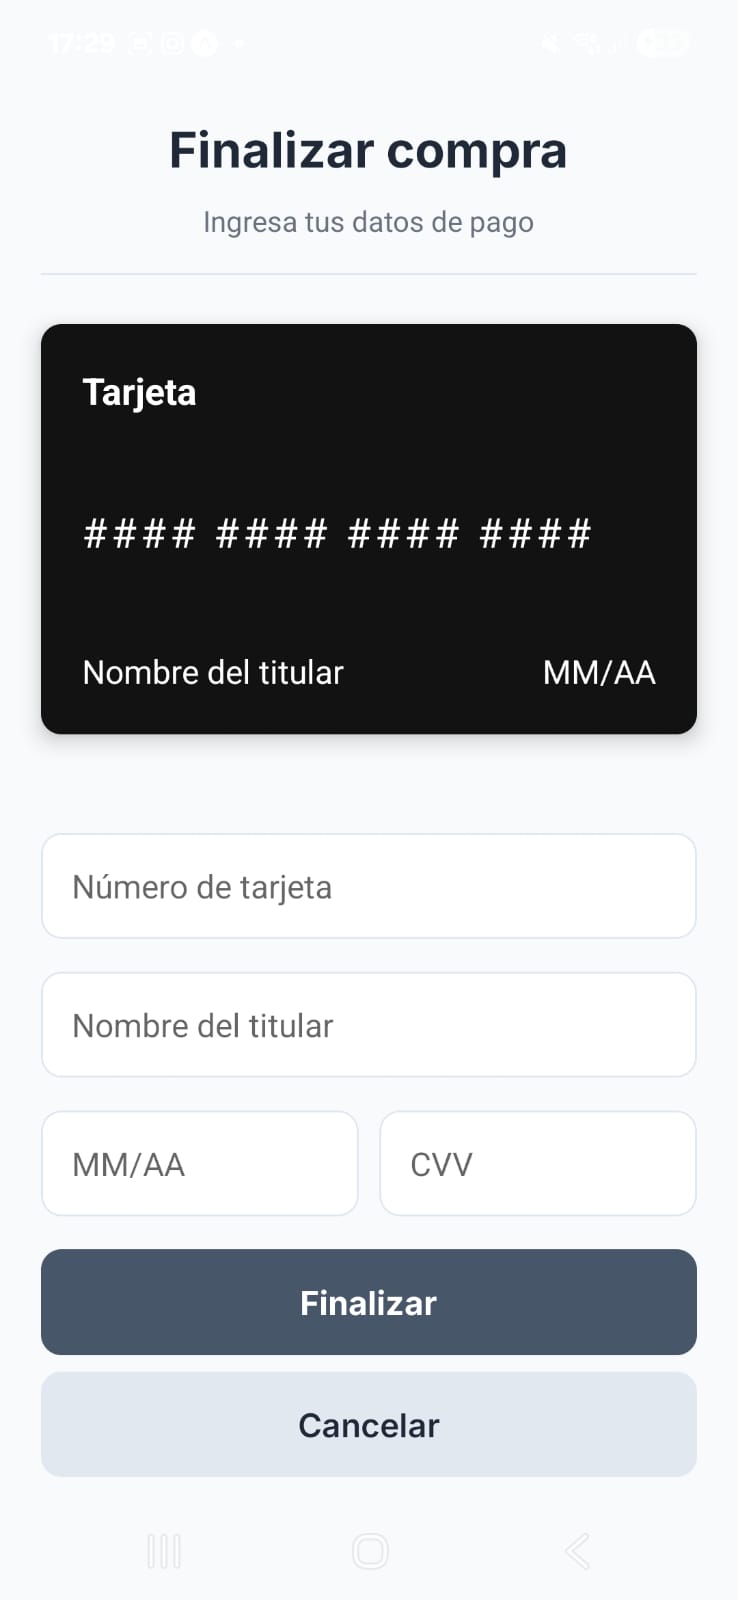 17:29
Finalizar compra
Ingresa tus datos de pago
Tarjeta
#### #### #### ####
Nombre del titular MM/AA
Número de tarjeta
Nombre del titular
MM/AA CVV
Finalizar
Cancelar